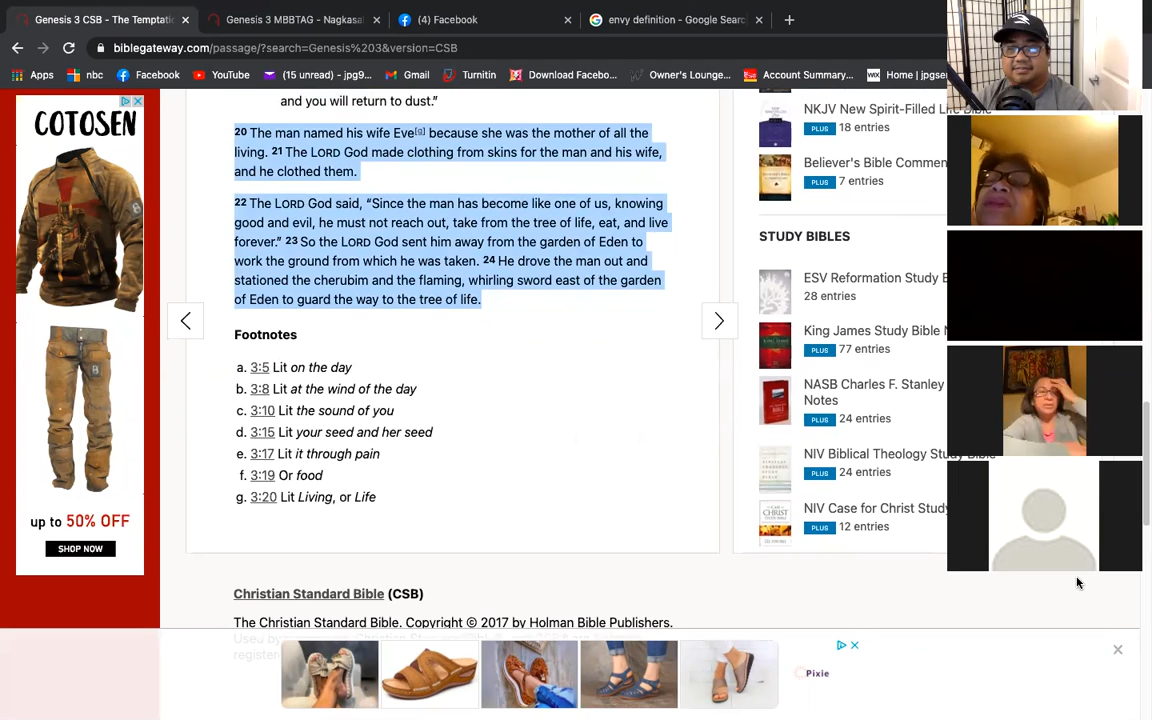 Genesis 3 CSB - The Temptatio
Genesis 3 MBBTAG - Nagkasal
(4) Facebook
envy definition - Google Searc
biblegateway.com/passage/?search=Genesis%203&version=CSB
Apps
nbc
Facebook
YouTube
(15 unread) - jpg9...
Gmail
Turnitin
Download Facebo...
Owner's Lounge...
Account Summary...
WIX
Home | jpgser
COTOSEN
up to 50% OFF
SHOP NOW
and you will return to dust.”
20 The man named his wife Eve[g] because she was the mother of all the
living. 21 The LORD God made clothing from skins for the man and his wife,
and he clothed them.
22 The LORD God said, “Since the man has become like one of us, knowing
good and evil, he must not reach out, take from the tree of life, eat, and live
forever.” 23 So the LORD God sent him away from the garden of Eden to
work the ground from which he was taken. 24 He drove the man out and
stationed the cherubim and the flaming, whirling sword east of the garden
of Eden to guard the way to the tree of life.
Footnotes
a. 3:5 Lit on the day
b. 3:8 Lit at the wind of the day
c. 3:10 Lit the sound of you
d. 3:15 Lit your seed and her seed
e. 3:17 Lit it through pain
f. 3:19 Or food
g. 3:20 Lit Living, or Life
Christian Standard Bible (CSB)
The Christian Standard Bible. Copyright © 2017 by Holman Bible Publishers.
NKJV New Spirit-Filled Life Bible
PLUS 18 entries
Believer's Bible Commen
PLUS 7 entries
STUDY BIBLES
ESV Reformation Study B
28 entries
King James Study Bible N
PLUS 77 entries
NASB Charles F. Stanley
Notes
PLUS 24 entries
NIV Biblical Theology Study Bible
PLUS 24 entries
NIV Case for Christ Study
PLUS 12 entries
Pixie